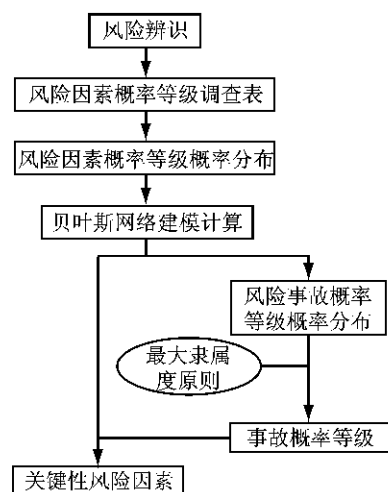 风险辨识
风险因素概率等级调查表
风险因素概率等级概率分布
贝叶斯网络建模计算
风险事故概率
等级概率分布
最大隶属
度原则
事故概率等级
关键性风险因素